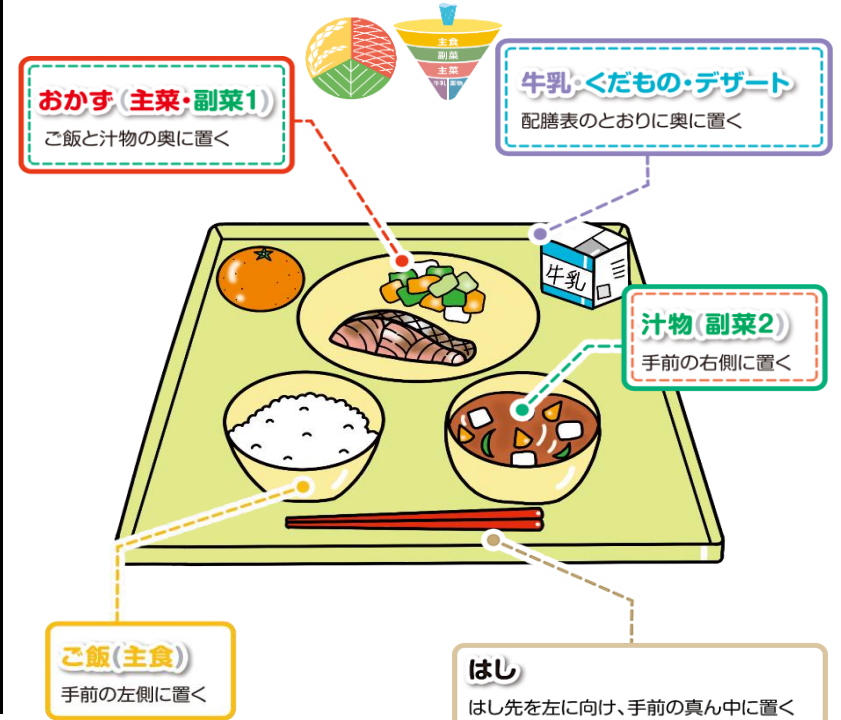 主食
副菜
主菜
牛乳 果物
おかず(主菜・副菜1)
ご飯と汁物の奥に置く
牛乳・くだもの・デザート
配膳表のとおりに奥に置く
牛乳
汁物(副菜2)
手前の右側に置く
ご飯(主食)
手前の左側に置く
はし
はし先を左に向け、手前の真ん中に置く